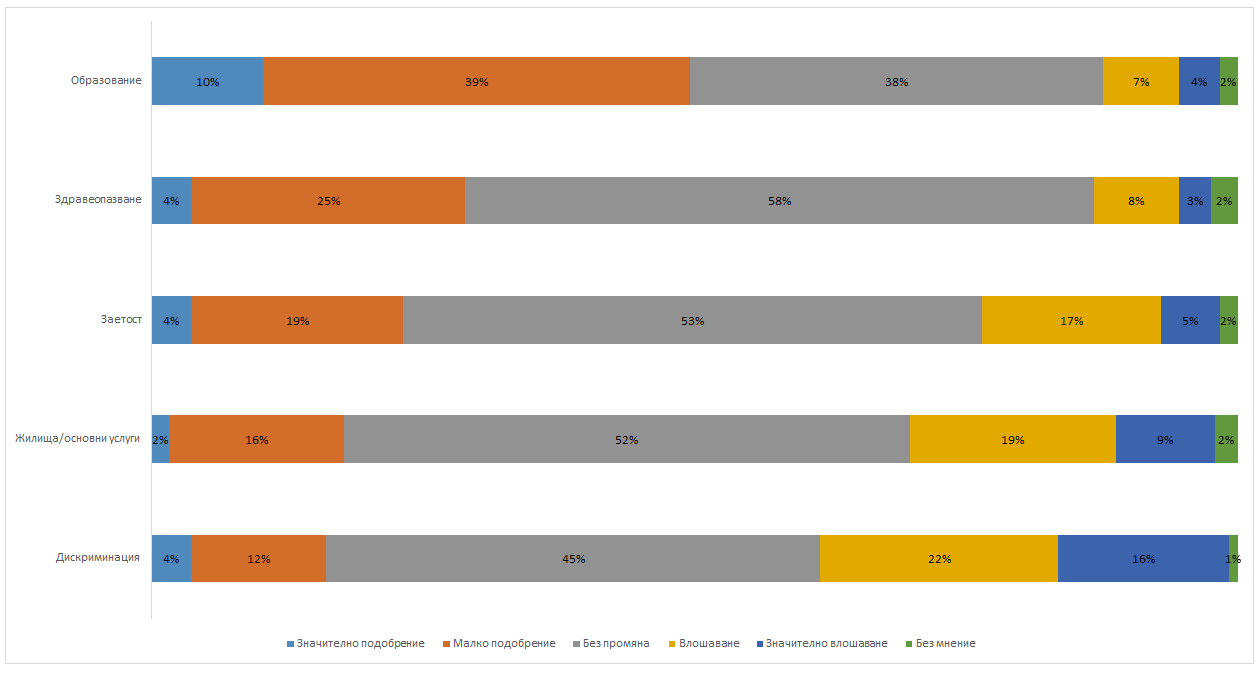 Образование
10% 39% 38% 7% 4% 2%
Здравеопазване
4% 25% 58% 8% 3% 2%
Заетост
4% 19% 53% 17% 5% 2%
Жилища/основни услуги
2% 16% 52% 19% 9% 2%
Дискриминация
4% 12% 45% 22% 16% 1%
Значително подобрение Малко подобрение Без промяна Влошаване Значително влошаване Без мнение